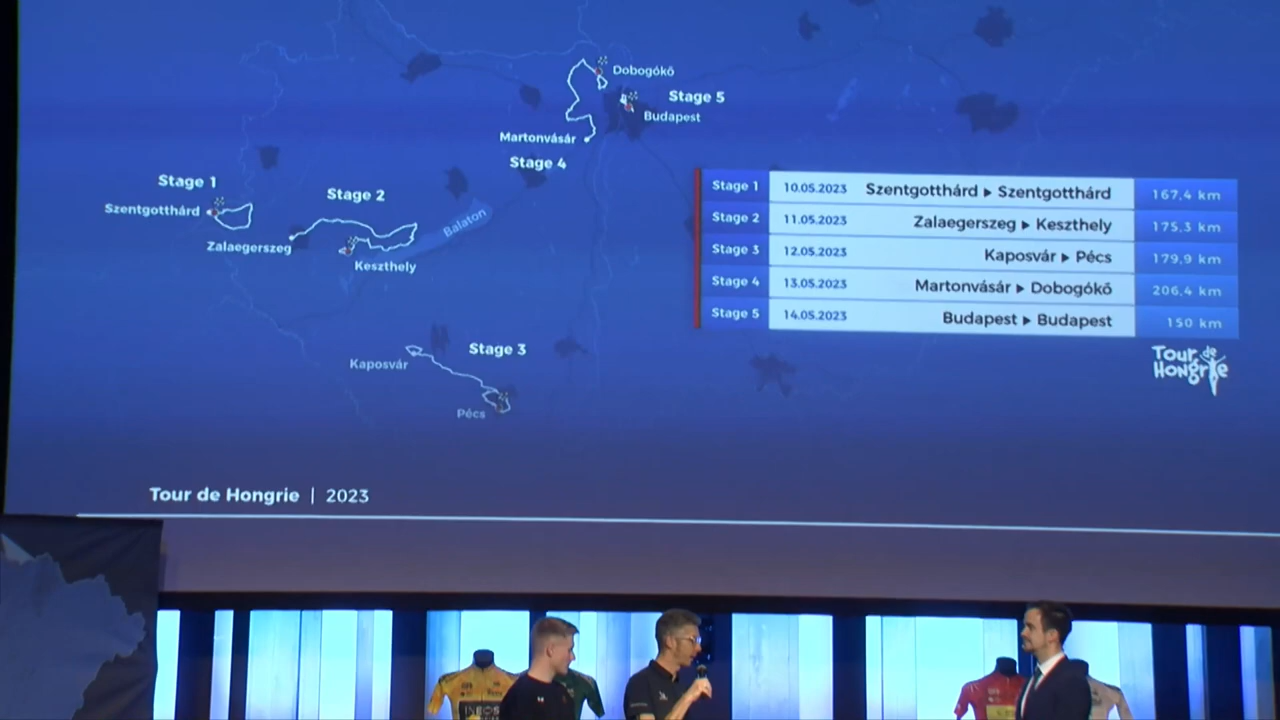 Dobogókő
Stage 5
Budapest
Martonvásár
Stage 4
Stage 1
Szentgotthárd
Stage 2
Zalaegerszeg
Balaton
Keszthely
Stage 3
Kaposvár
Pécs
Stage 1 10.05.2023 Szentgotthárd ▶ Szentgotthárd 167,4 km
Stage 2 11.05.2023 Zalaegerszeg ▶ Keszthely 175,3 km
Stage 3 12.05.2023 Kaposvár ▶ Pécs 179,9 km
Stage 4 13.05.2023 Martonvásár ▶ Dobogókő 206,4 km
Stage 5 14.05.2023 Budapest ▶ Budapest 150 km
Tour de
Hongrie
Tour de Hongrie | 2023
INEOS